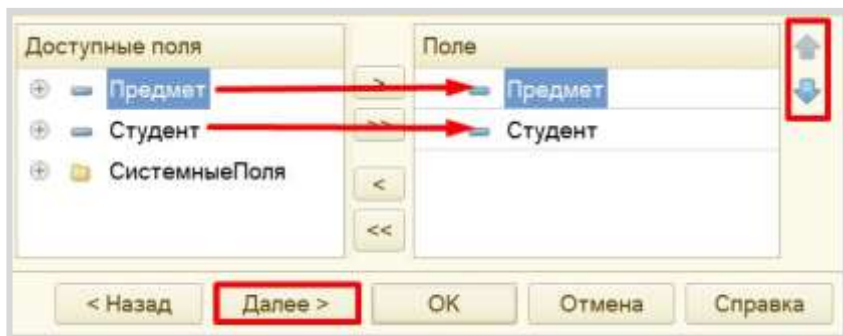 Доступные поля
Поле
Предмет
>
Предмет
Студент
>>
Студент
СистемныеПоля
<
<<
< Назад
Далее >
OK
Отмена
Справка